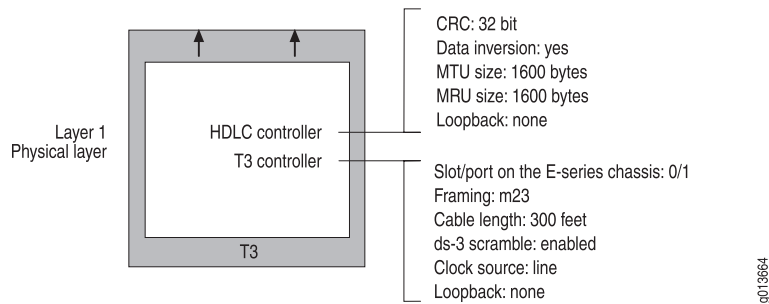 CRC: 32 bit
Data inversion: yes
MTU size: 1600 bytes
MRU size: 1600 bytes
Loopback: none
Layer 1
Physical layer
HDLC controller
T3 controller
Slot/port on the E-series chassis: 0/1
Framing: m23
Cable length: 300 feet
ds-3 scramble: enabled
Clock source: line
Loopback: none
T3
g013664